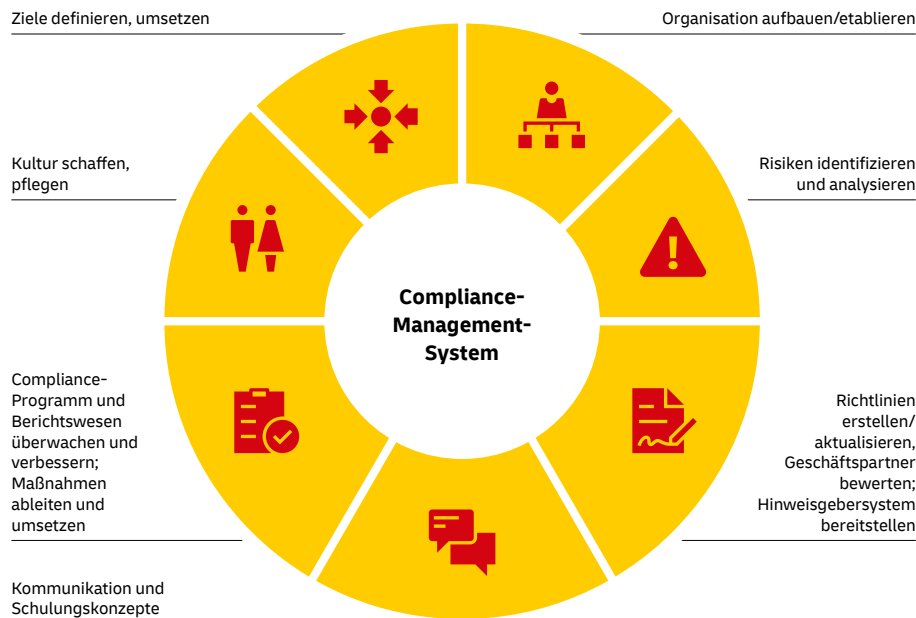 Ziele definieren, umsetzen
Organisation aufbauen/etablieren
Kultur schaffen,
pflegen
Risiken identifizieren
und analysieren
Compliance-
Management-
System
Compliance-
Programm und
Berichtswesen
überwachen und
verbessern;
Maßnahmen
ableiten und
umsetzen
Richtlinien
erstellen/
aktualisieren,
Geschäftspartner
bewerten;
Hinweisgebersystem
bereitstellen
Kommunikation und
Schulungskonzepte